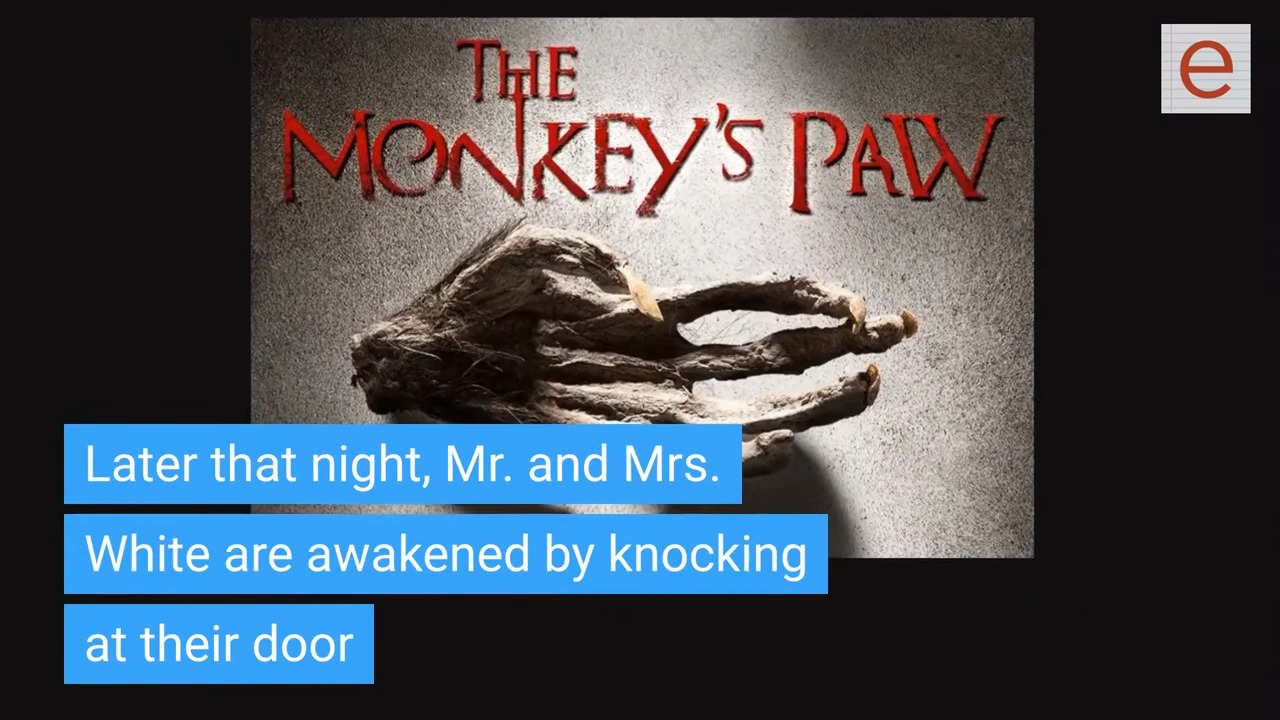 THE
MONKEY'S PAW
e
Later that night, Mr. and Mrs.
White are awakened by knocking
at their door